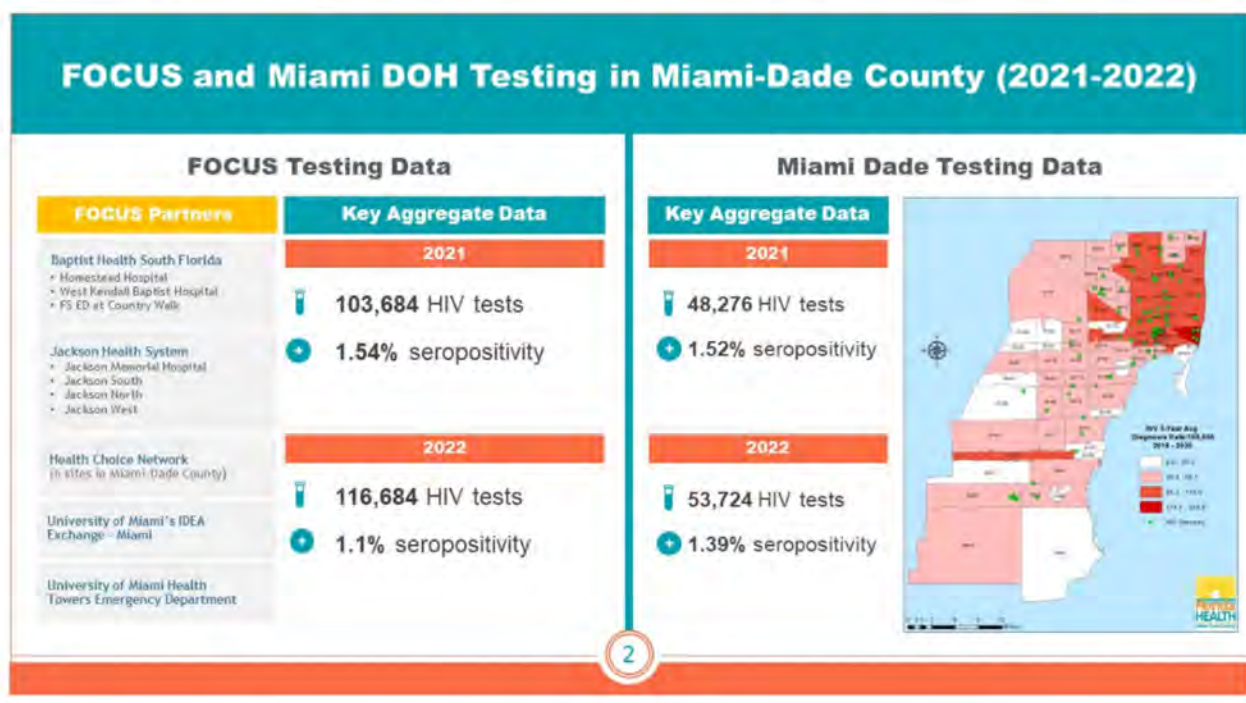 FOCUS and Miami DOH Testing in Miami-Dade County (2021-2022)
FOCUS Testing Data
FOCUS Partners
Baptist Health South Florida
• Homestead Hospital
• West Kendall Baptist Hospital
• FS ED at Country Walk
Jackson Health System
• Jackson Memorial Hospital
• Jackson South
• Jackson North
• Jackson West
Health Choice Network
(6 sites in Miami-Dade County)
University of Miami's IDEA
Exchange - Miami
University of Miami Health
Towers Emergency Department
Key Aggregate Data
2021
103,684 HIV tests
1.54% seropositivity
2022
116,684 HIV tests
1.1% seropositivity
Miami Dade Testing Data
Key Aggregate Data
2021
48,276 HIV tests
1.52% seropositivity
2022
53,724 HIV tests
1.39% seropositivity
HEALTH
2